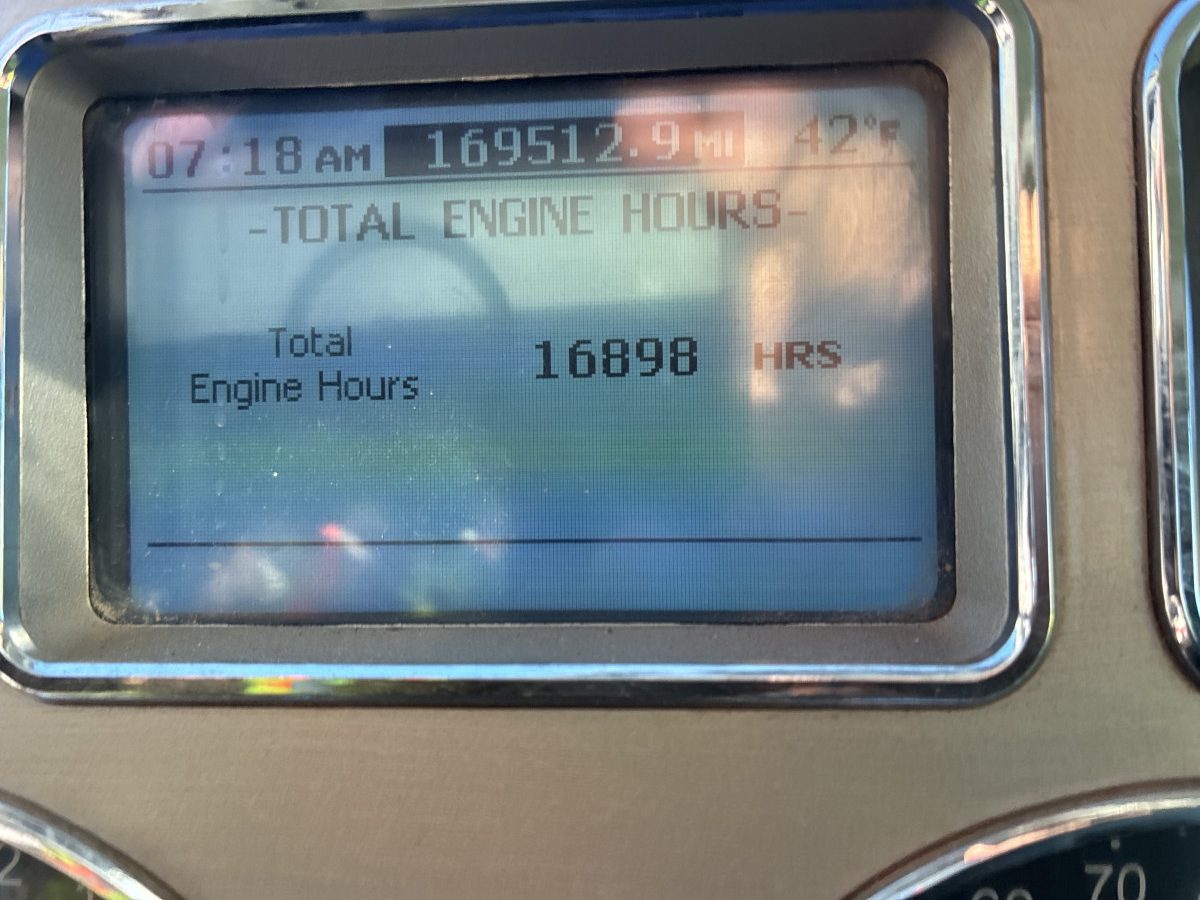 07:18 AM 169512.9 MI 42°F
-TOTAL ENGINE HOURS-
Total
Engine Hours
16898 HRS
70